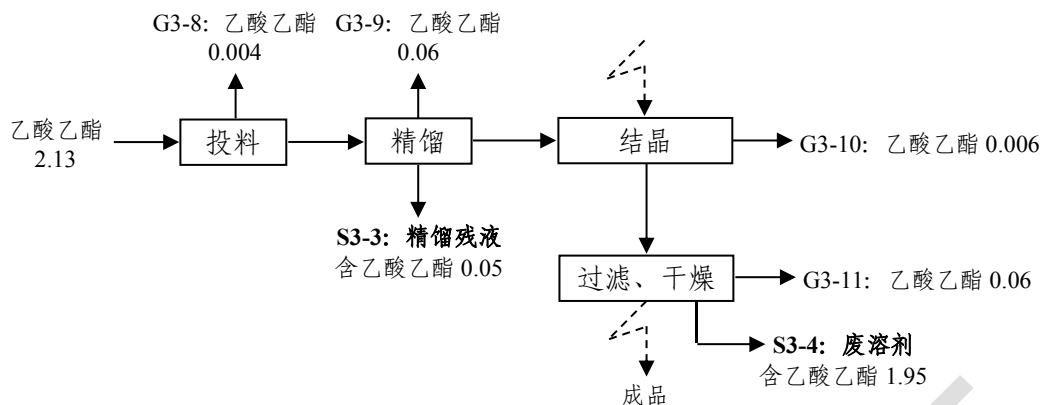 G3-8: 乙酸乙酯
0.004
G3-9: 乙酸乙酯
0.06
乙酸乙酯
2.13
投料
精馏
结晶
G3-10: 乙酸乙酯 0.006
S3-3: 精馏残液
含乙酸乙酯 0.05
过滤、干燥
G3-11: 乙酸乙酯 0.06
S3-4: 废溶剂
含乙酸乙酯 1.95
成品